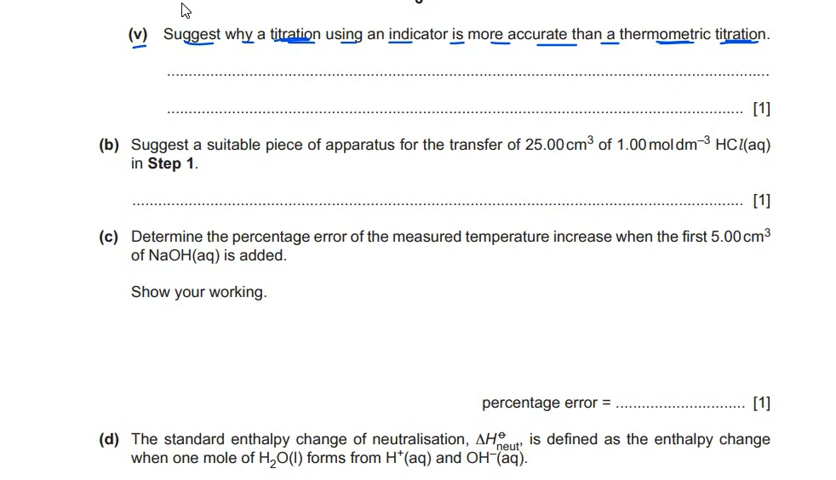 (v) Suggest why a titration using an indicator is more accurate than a thermometric titration.
.......................................................................................................................................
................................................................................................................................. [1]
(b) Suggest a suitable piece of apparatus for the transfer of 25.00 cm³ of 1.00 mol dm⁻³ HCl(aq)
in Step 1.
......................................................................................................................................... [1]
(c) Determine the percentage error of the measured temperature increase when the first 5.00 cm³
of NaOH(aq) is added.
Show your working.
percentage error = ............................. [1]
(d) The standard enthalpy change of neutralisation, ΔH⦵neut, is defined as the enthalpy change
when one mole of H₂O(l) forms from H⁺(aq) and OH⁻(aq).